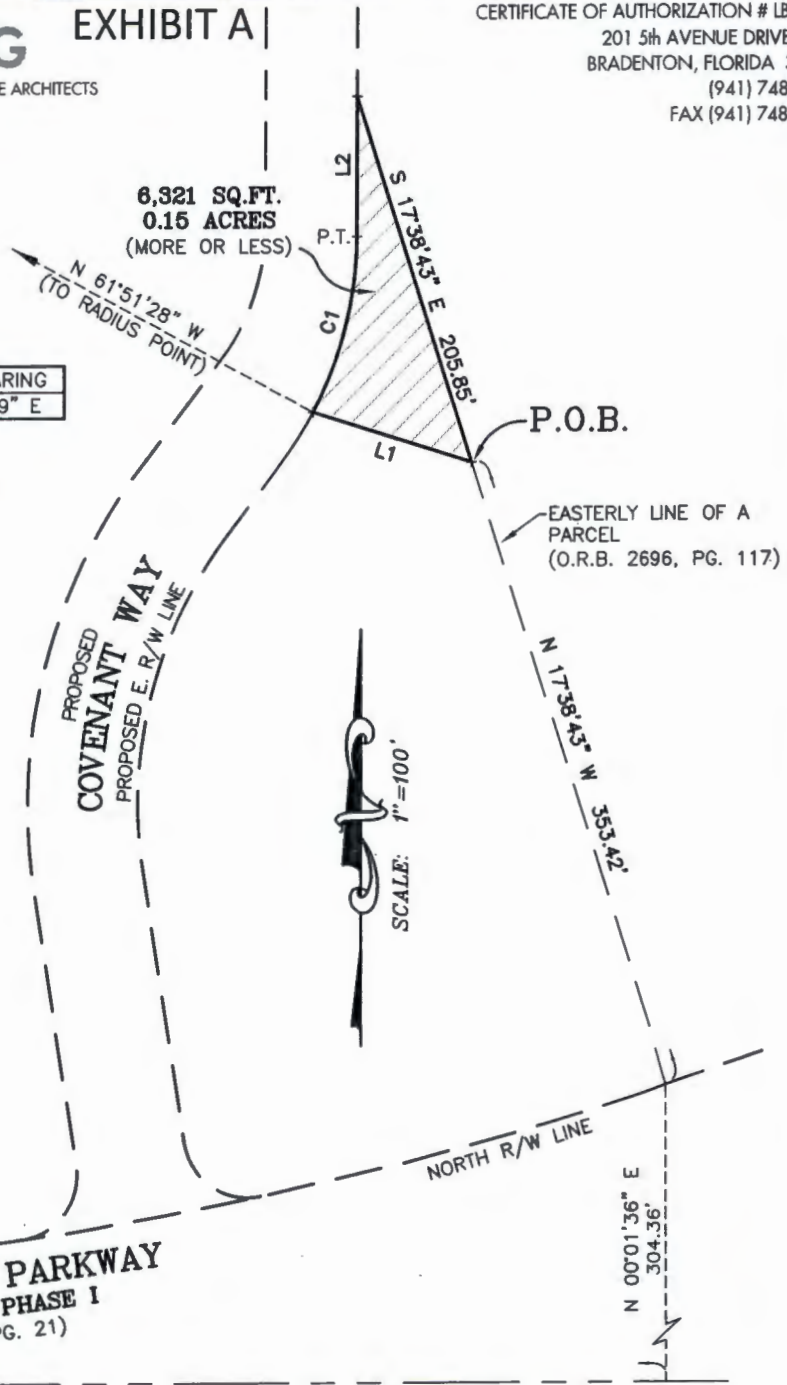 EXHIBIT A
G
E ARCHITECTS
CERTIFICATE OF AUTHORIZATION # LB
201 5th AVENUE DRIVE
BRADENTON, FLORIDA
(941) 748
FAX (941) 748
6,321 SQ.FT.
0.15 ACRES
(MORE OR LESS)
L2
P.T.
S 17°38'43" E 205.85'
N 61°51'28" W
(TO RADIUS POINT)
C1
ARING
9" E
L1
P.O.B.
EASTERLY LINE OF A
PARCEL
(O.R.B. 2696, PG. 117)
PROPOSED
COVENANT WAY
PROPOSED E. R/W LINE
SCALE: 1"=100'
N 17°38'43" W 353.42'
NORTH R/W LINE
N 00°01'36" E
304.36'
PARKWAY
PHASE I
PG. 21)